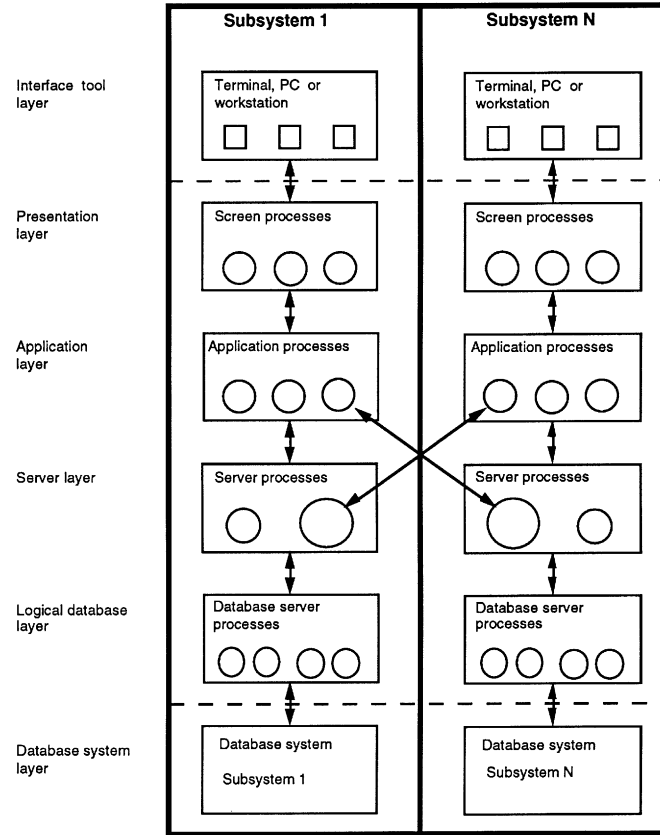 Subsystem 1
Subsystem N
Interface tool
layer
Terminal, PC or
workstation
Terminal, PC or
workstation
Presentation
layer
Screen processes
Screen processes
Application
layer
Application processes
Application processes
Server layer
Server processes
Server processes
Logical database
layer
Database server
processes
Database server
processes
Database system
layer
Database system
Subsystem 1
Database system
Subsystem N